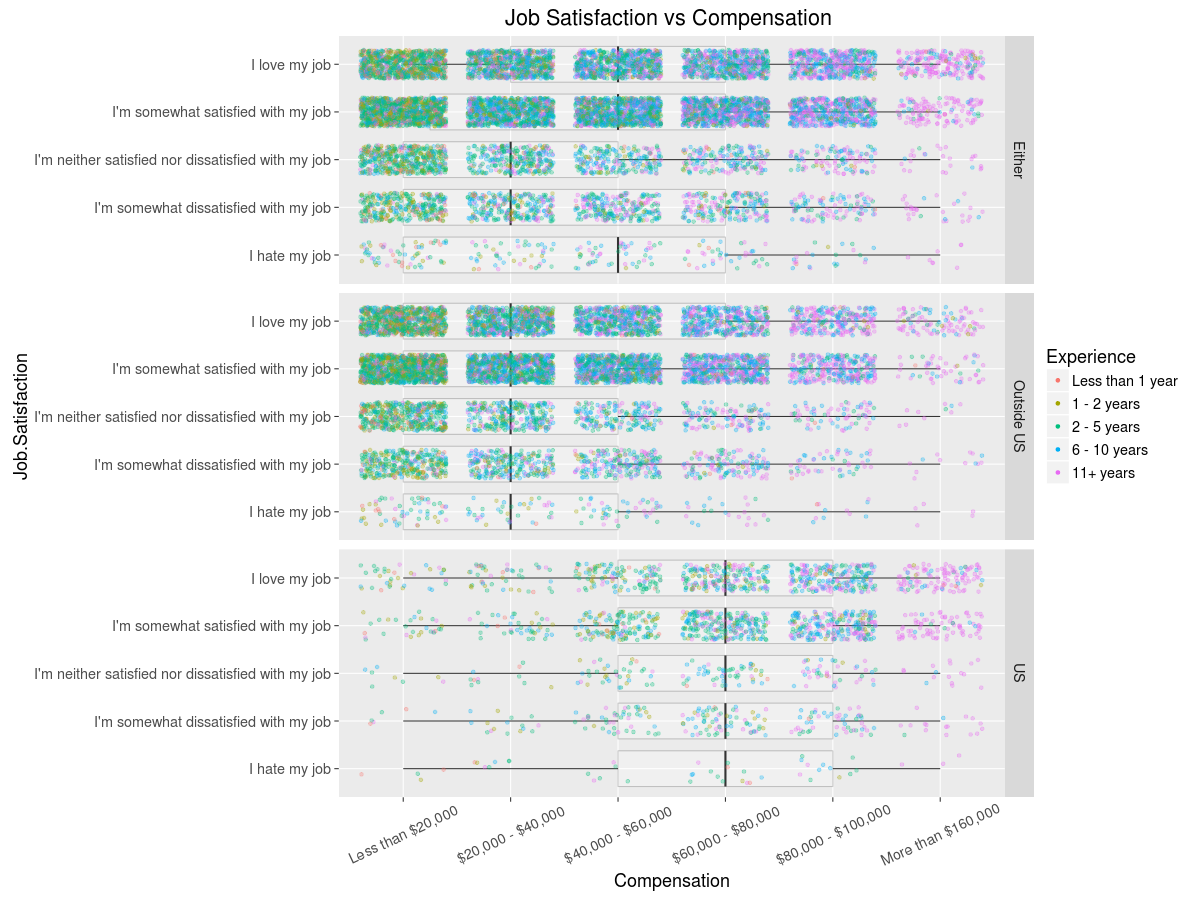 Job Satisfaction vs Compensation
I love my job
I'm somewhat satisfied with my job
I'm neither satisfied nor dissatisfied with my job
I'm somewhat dissatisfied with my job
I hate my job
Either
I love my job
I'm somewhat satisfied with my job
I'm neither satisfied nor dissatisfied with my job
I'm somewhat dissatisfied with my job
I hate my job
Outside US
I love my job
I'm somewhat satisfied with my job
I'm neither satisfied nor dissatisfied with my job
I'm somewhat dissatisfied with my job
I hate my job
US
Job.Satisfaction
Less than $20,000
$20,000 - $40,000
$40,000 - $60,000
$60,000 - $80,000
$80,000 - $100,000
More than $160,000
Compensation
Experience
Less than 1 year
1 - 2 years
2 - 5 years
6 - 10 years
11+ years